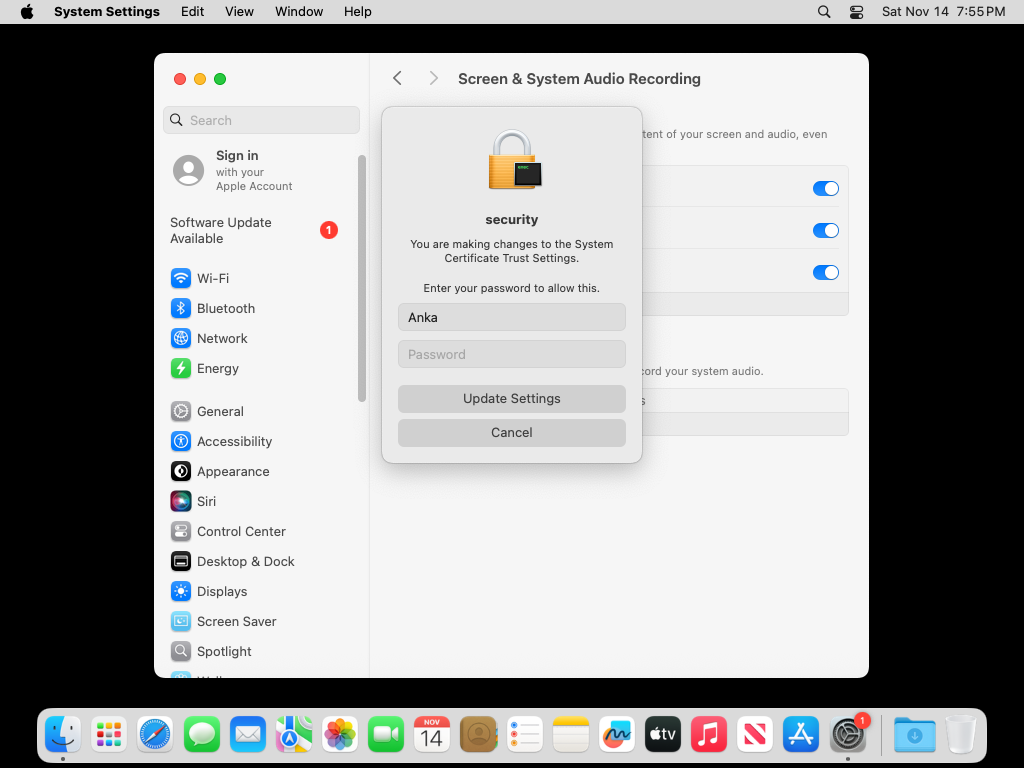 System Settings Edit View Window Help Sat Nov 14 7:55 PM
Screen & System Audio Recording
Search
Sign in
with your
Apple Account
Software Update
Available
1
Wi-Fi
Bluetooth
Network
Energy
General
Accessibility
Appearance
Siri
Control Center
Desktop & Dock
Displays
Screen Saver
Spotlight
of your screen and audio, even
security
You are making changes to the System
Certificate Trust Settings.
Enter your password to allow this.
Anka
Password
Update Settings
Cancel
your system audio.
NOV
14
tv
1